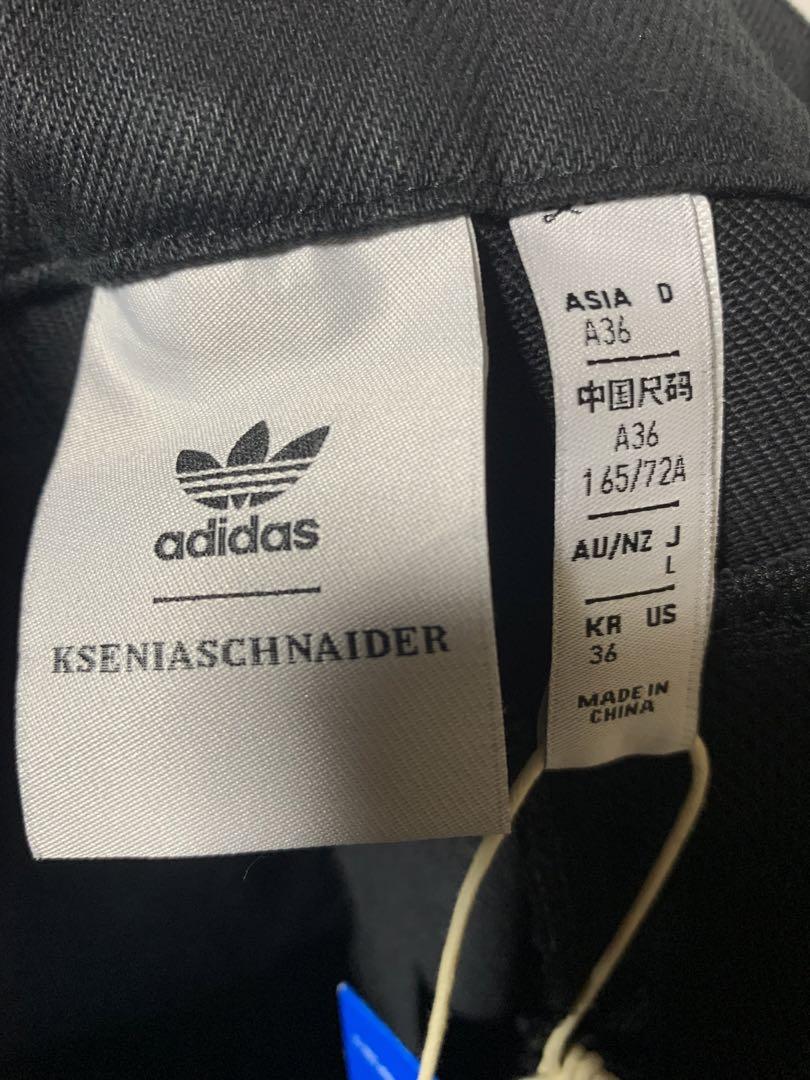 adidas
KSENIASCHNAIDER
ASIA D
A36
中国尺码
A36
165/72A
AU/NZ J
L
KR US
36
MADE IN
CHINA